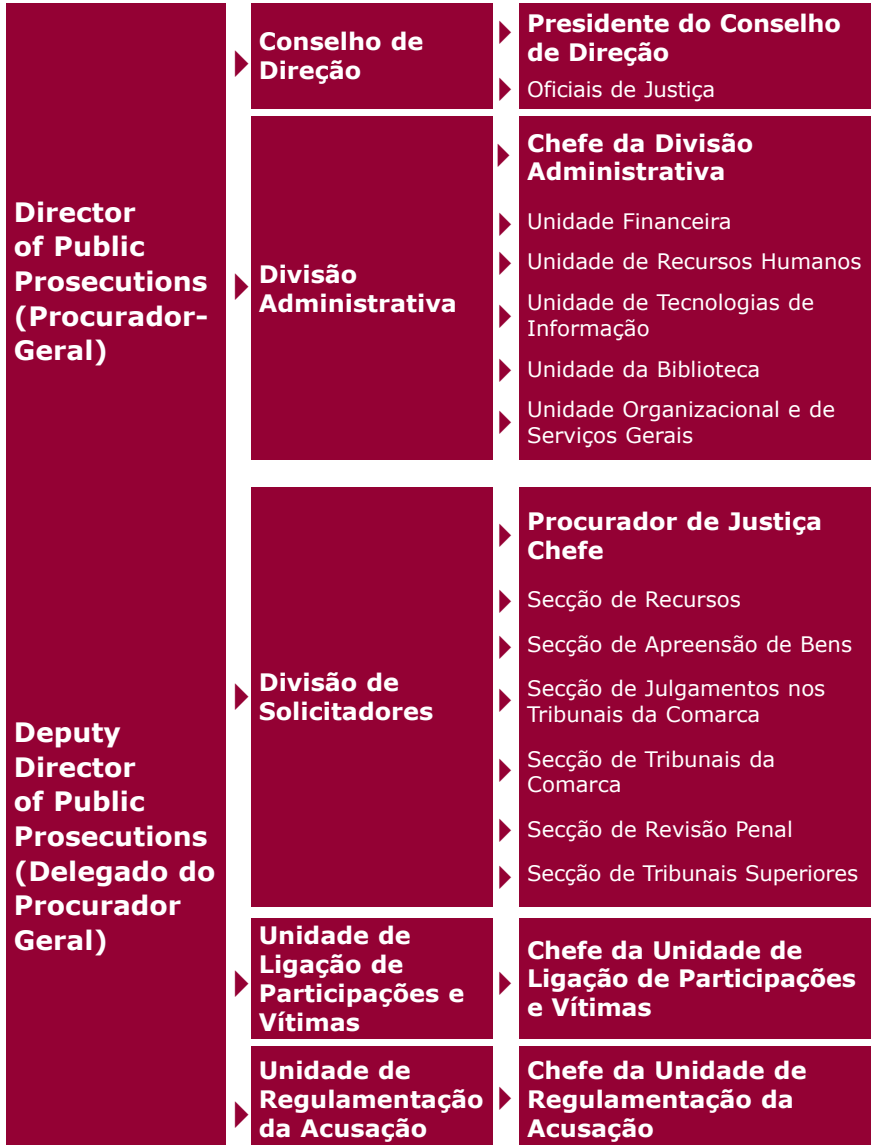 Director
of Public
Prosecutions
(Procurador-
Geral)
Deputy
Director
of Public
Prosecutions
(Delegado do
Procurador
Geral)
Conselho de
Direção
Presidente do Conselho
de Direção
Oficiais de Justiça
Divisão
Administrativa
Chefe da Divisão
Administrativa
Unidade Financeira
Unidade de Recursos Humanos
Unidade de Tecnologias de
Informação
Unidade da Biblioteca
Unidade Organizacional e de
Serviços Gerais
Divisão de
Solicitadores
Procurador de Justiça
Chefe
Secção de Recursos
Secção de Apreensão de Bens
Secção de Julgamentos nos
Tribunais da Comarca
Secção de Tribunais da
Comarca
Secção de Revisão Penal
Secção de Tribunais Superiores
Unidade de
Ligação de
Participações e
Vítimas
Chefe da Unidade de
Ligação de Participações
e Vítimas
Unidade de
Regulamentação
da Acusação
Chefe da Unidade de
Regulamentação da
Acusação